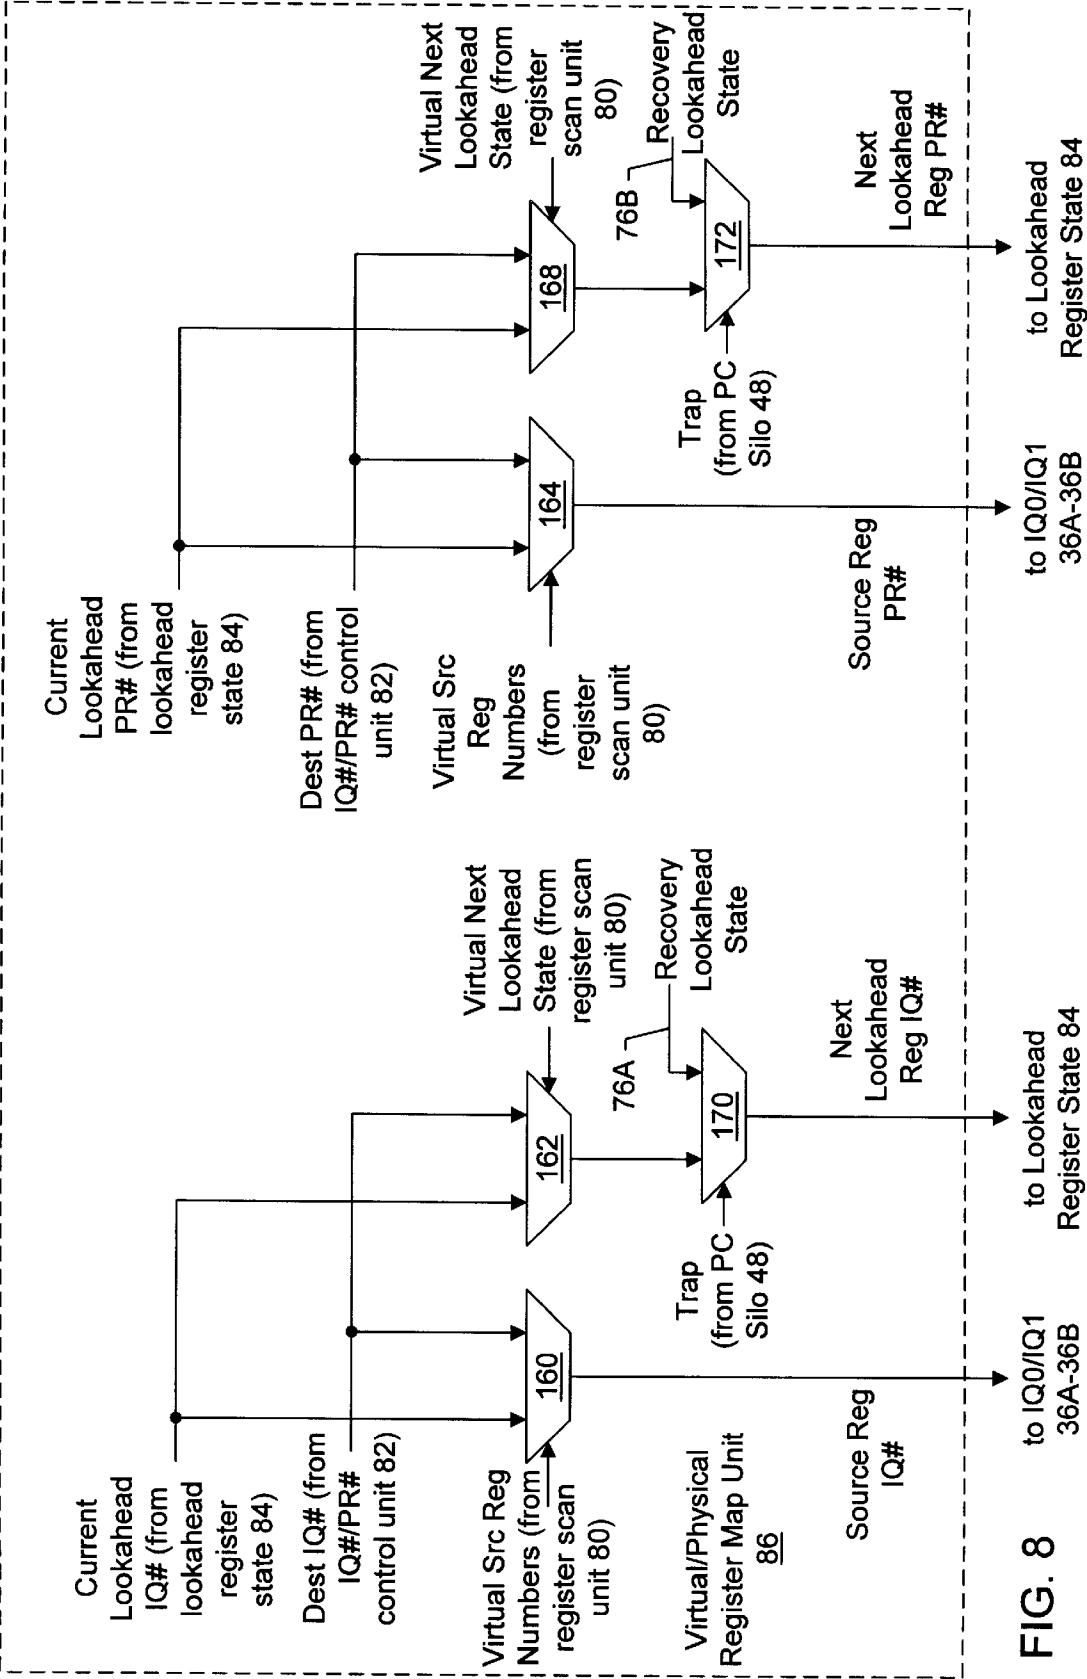 Current
Lookahead
IQ# (from
lookahead
register
state 84)
Dest IQ# (from
IQ#/PR#
control unit 82)
Virtual Src Reg
Numbers (from
register scan
unit 80)
160
162
Virtual Next
Lookahead
State (from
register scan
unit 80)
76A
Recovery
Lookahead
State
170
Trap
(from PC
Silo 48)
Virtual/Physical
Register Map Unit
86
Source Reg
IQ#
Next
Lookahead
Reg IQ#
to IQ0/IQ1
36A-36B
to Lookahead
Register State 84
Current
Lookahead
PR# (from
lookahead
register
state 84)
Dest PR# (from
IQ#/PR# control
unit 82)
Virtual Src
Reg
Numbers
(from
register
scan unit
80)
164
168
Virtual Next
Lookahead
State (from
register
scan unit
80)
76B
Recovery
Lookahead
State
172
Trap
(from PC
Silo 48)
Source Reg
PR#
Next
Lookahead
Reg PR#
to IQ0/IQ1
36A-36B
to Lookahead
Register State 84
FIG. 8